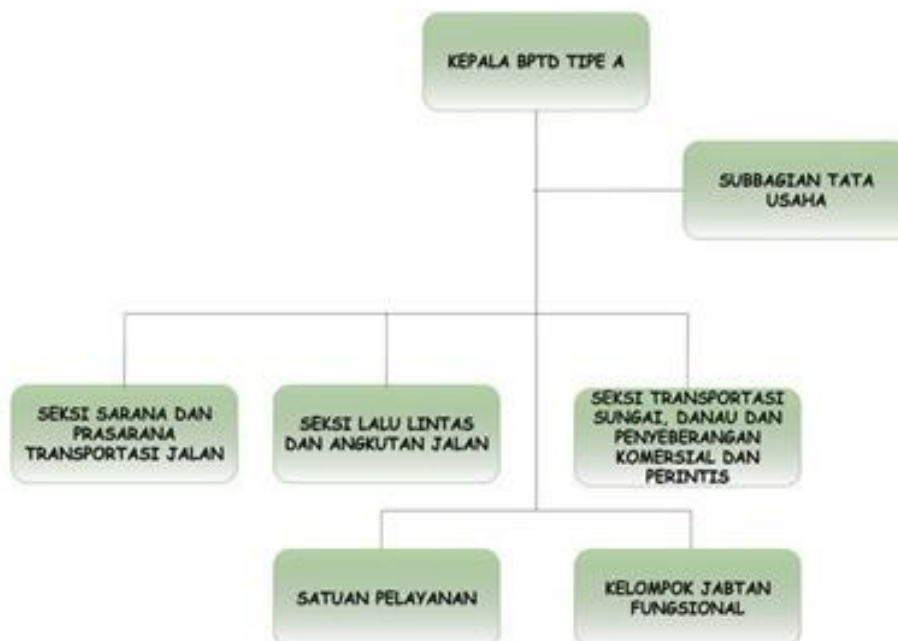 KEPALA BPTD TIPE A
SUBBAGIAN TATA
USAHA
SEKSI SARANA DAN
PRASARANA
TRANSPORTASI JALAN
SEKSI LALU LINTAS
DAN ANGKUTAN JALAN
SEKSI TRANSPORTASI
SUNGAI, DANAU DAN
PENYEBERANGAN
KOMERSIAL DAN
PERINTIS
SATUAN PELAYANAN
KELOMPOK JABTAN
FUNGSIONAL